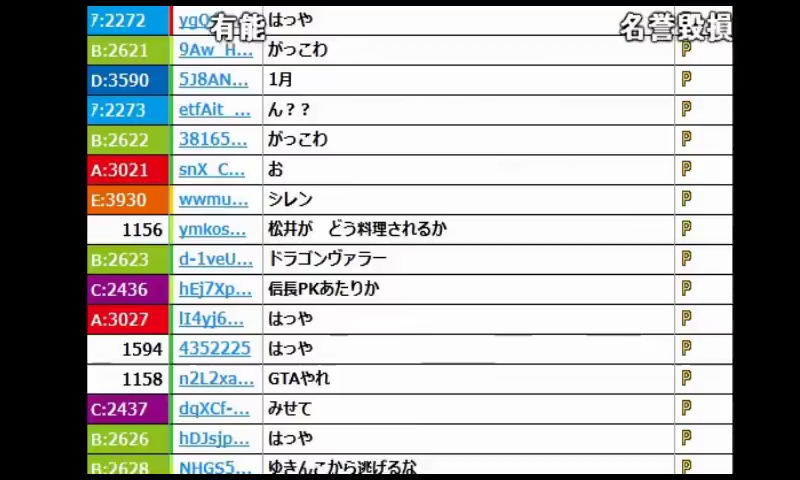 有能 名誉毀損
ｱ:2272 ygQ はっや P
B:2621 9Aw_H... がっこわ P
D:3590 5J8AN... 1月 P
ｱ:2273 etfAit_... ん？？ P
B:2622 38165... がっこわ P
A:3021 snX_C... お P
E:3930 wwmu... シレン P
1156 ymkos... 松井が　どう料理されるか P
B:2623 d-1veU... ドラゴンヴァラー P
C:2436 hEj7Xp... 信長PKあたりか P
A:3027 lI4yj6... はっや P
1594 4352225 はっや P
1158 n2L2xa... GTAやれ P
C:2437 dqXCf-... みせて P
B:2626 hDJsjp... はっや P
B:2628 NHGS5... ゆきんこから逃げるな P